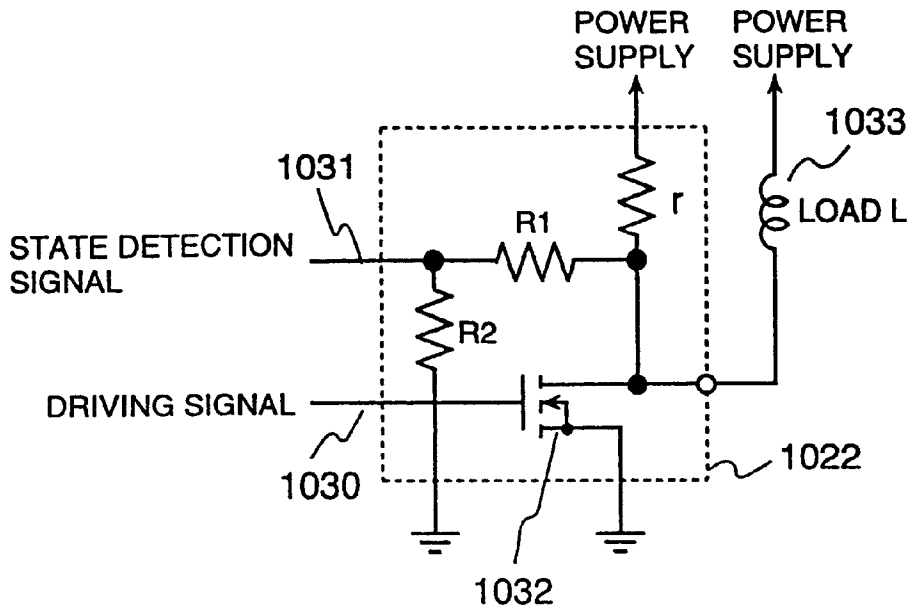 POWER
SUPPLY
POWER
SUPPLY
1033
1031
r
LOAD L
R1
STATE DETECTION
SIGNAL
R2
DRIVING SIGNAL
1022
1030
1032